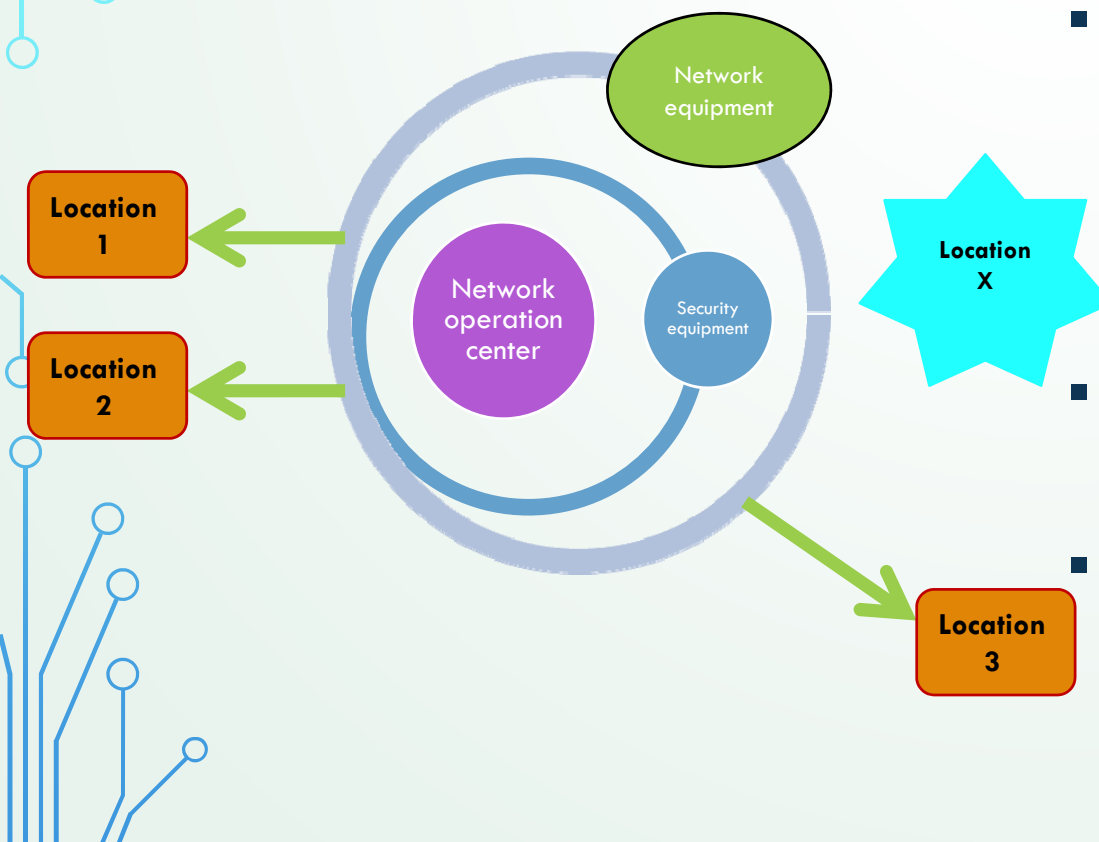 Network
equipment
Location
1
Location
X
Network
operation
center
Security
equipment
Location
2
Location
3